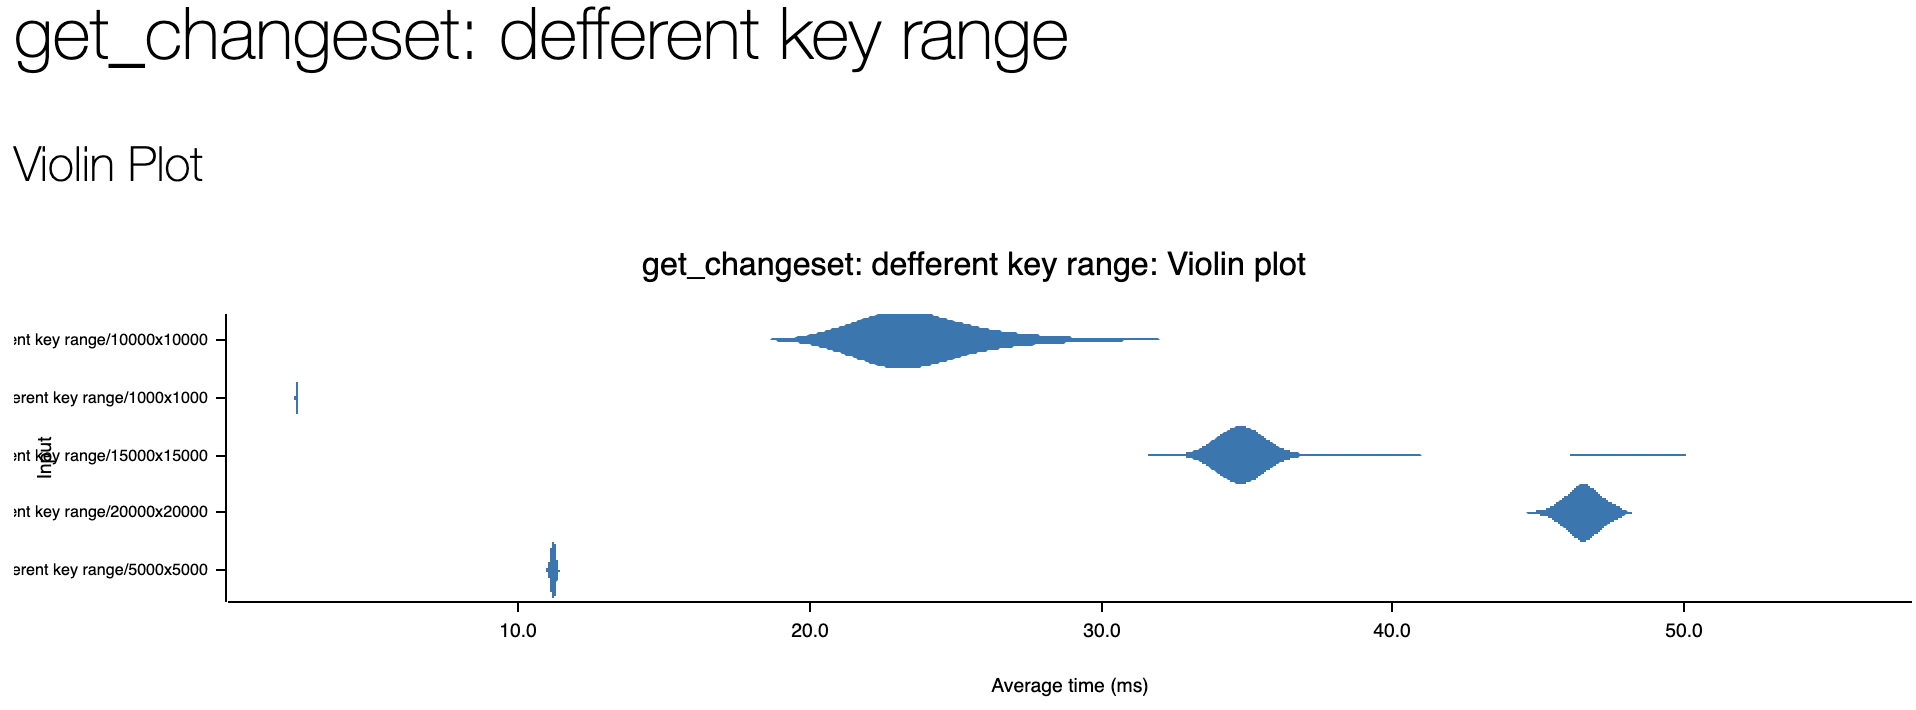 get_changeset: defferent key range
Violin Plot
get_changeset: defferent key range: Violin plot
ent key range/10000x10000
erent key range/1000x1000
Input
ent key range/15000x15000
ent key range/20000x20000
erent key range/5000x5000
10.0 20.0 30.0 40.0 50.0
Average time (ms)